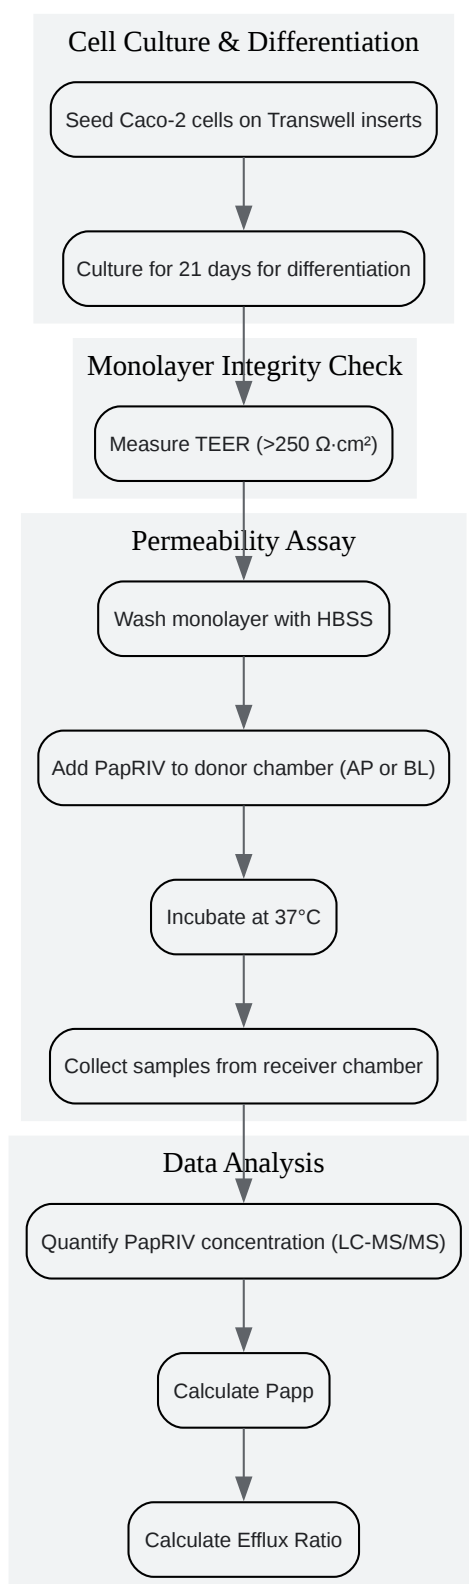 Cell Culture & Differentiation
Seed Caco-2 cells on Transwell inserts
Culture for 21 days for differentiation
Monolayer Integrity Check
Measure TEER (>250 Ω·cm²)
Permeability Assay
Wash monolayer with HBSS
Add PapRIV to donor chamber (AP or BL)
Incubate at 37°C
Collect samples from receiver chamber
Data Analysis
Quantify PapRIV concentration (LC-MS/MS)
Calculate Papp
Calculate Efflux Ratio